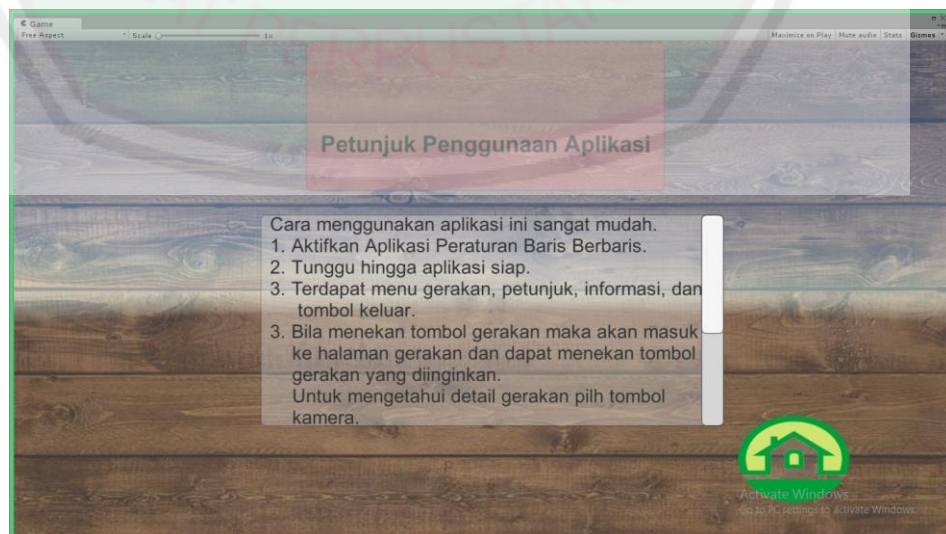 Game
Free Aspect
Scale
1x
Maximize on Play
Mute audio
Stats
Gizmos
Petunjuk Penggunaan Aplikasi
Cara menggunakan aplikasi ini sangat mudah.
1. Aktifkan Aplikasi Peraturan Baris Berbaris.
2. Tunggu hingga aplikasi siap.
3. Terdapat menu gerakan, petunjuk, informasi, dan
tombol keluar.
3. Bila menekan tombol gerakan maka akan masuk
ke halaman gerakan dan dapat menekan tombol
gerakan yang diinginkan.
Untuk mengetahui detail gerakan pilh tombol
kamera.
Activate Windows
Go to PC settings to activate Windows.